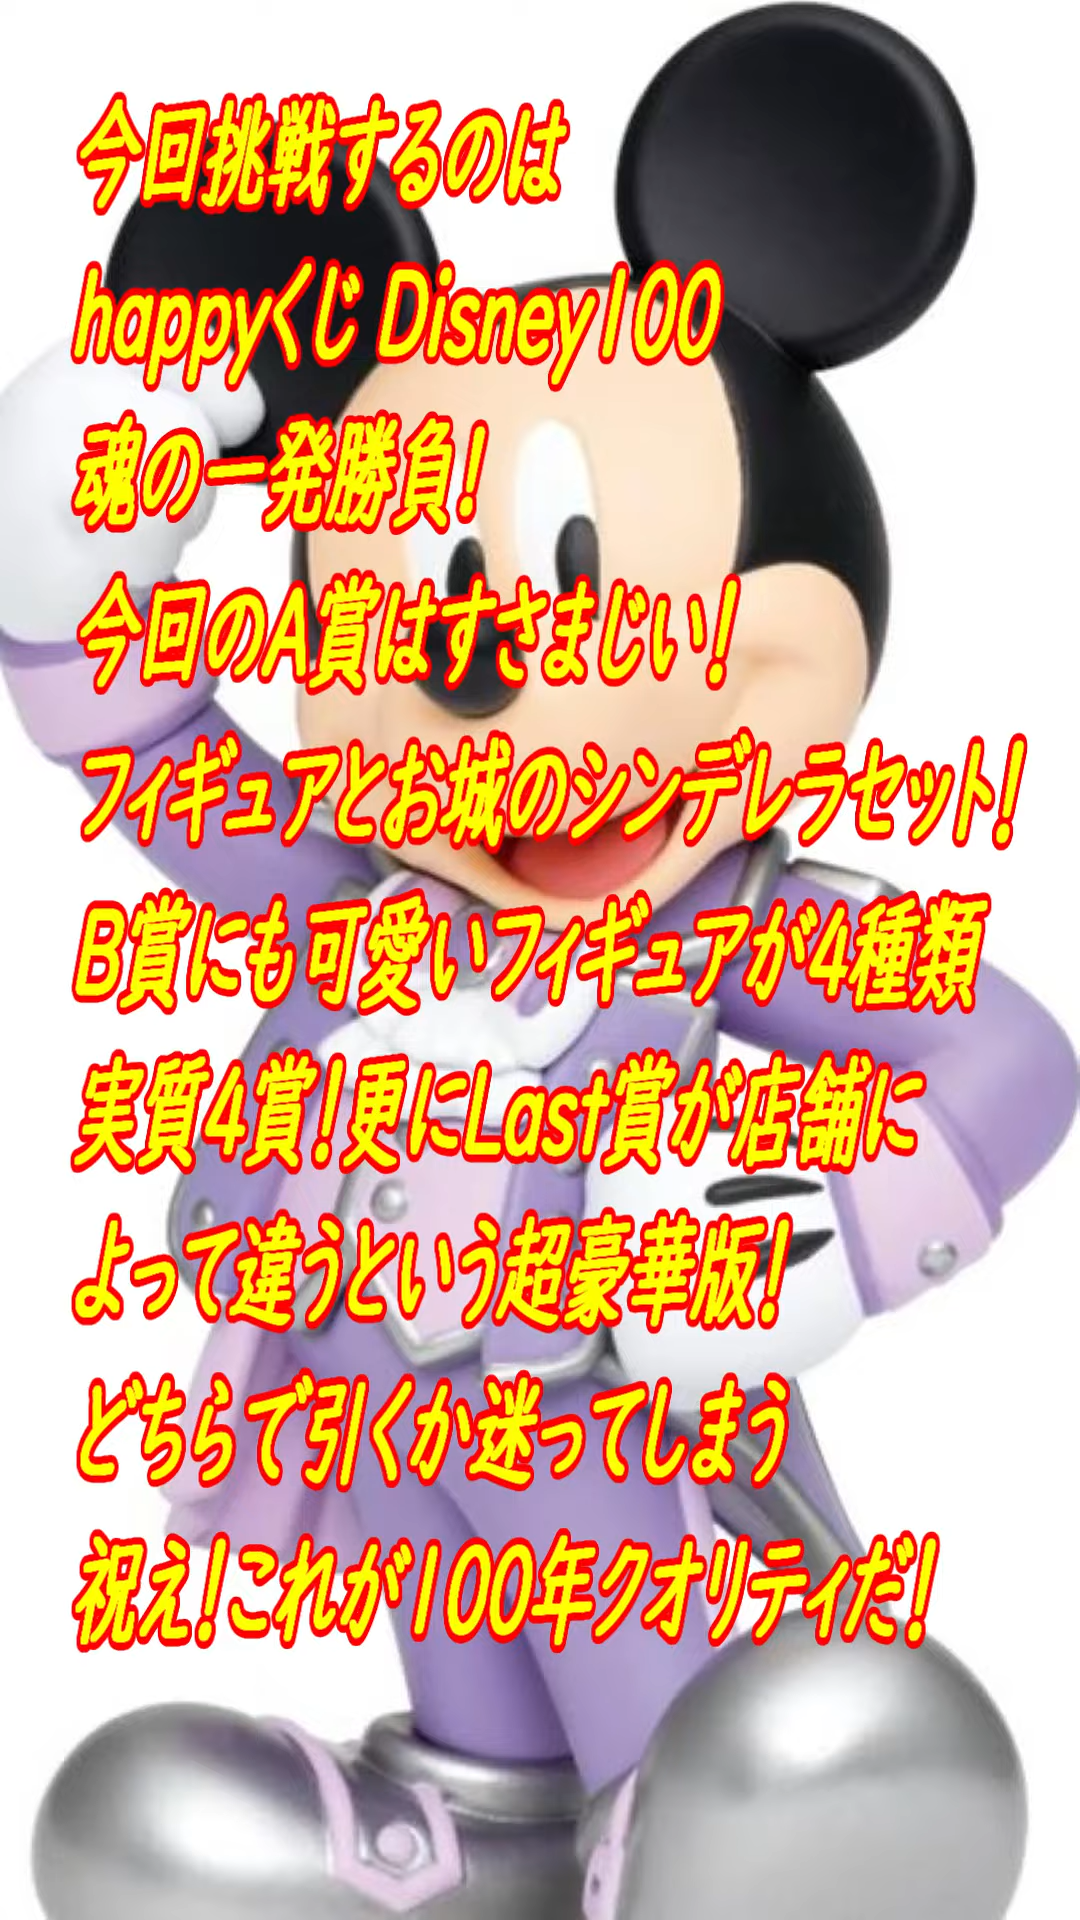 今回挑戦するのは
happyくじ Disney100
魂の一発勝負!
今回のA賞はすさまじい!
フィギュアとお城のシンデレラセット!
B賞にも可愛いフィギュアが4種類
実質4賞!更にLast賞が店舗に
よって違うという超豪華版!
どちらで引くか迷ってしまう
祝え!これが100年クオリティだ!